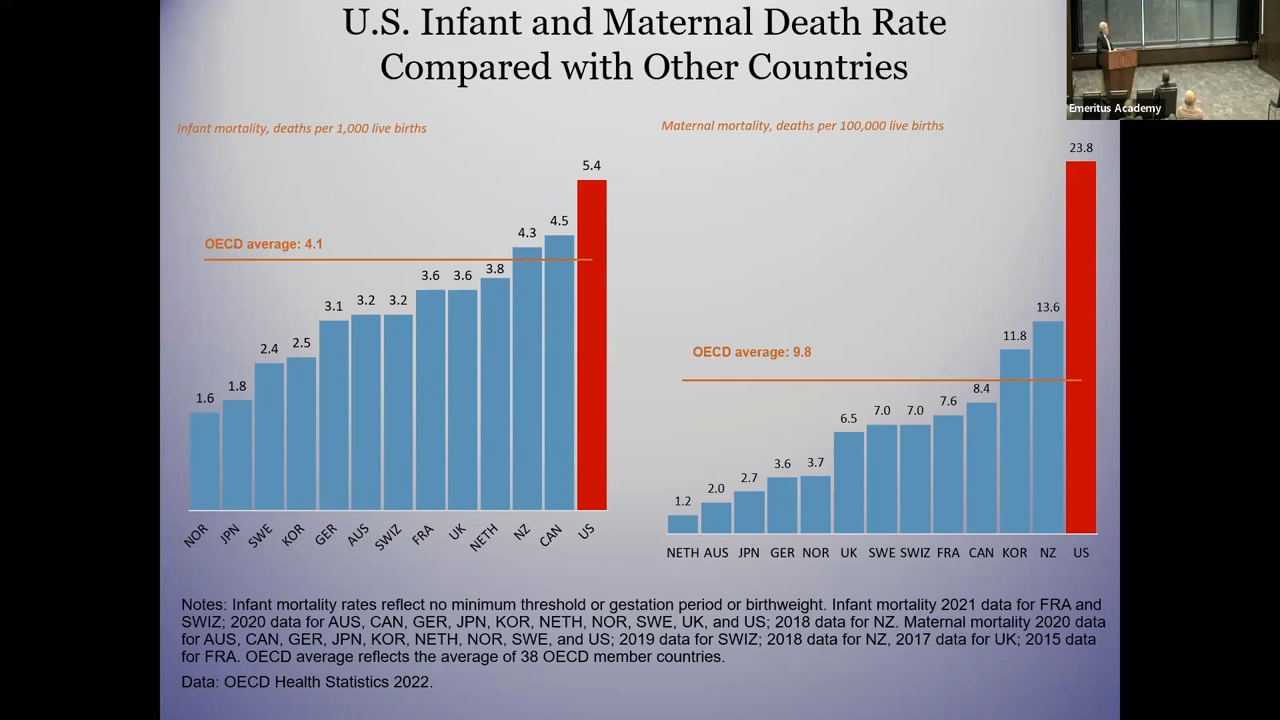 U.S. Infant and Maternal Death Rate
Compared with Other Countries
Emeritus Academy
Infant mortality, deaths per 1,000 live births
OECD average: 4.1
1.6
1.8
2.4
2.5
3.1
3.2
3.2
3.6
3.6
3.8
4.3
4.5
5.4
NOR
JPN
SWE
KOR
GER
AUS
SWIZ
FRA
UK
NETH
NZ
CAN
US
Maternal mortality, deaths per 100,000 live births
OECD average: 9.8
1.2
2.0
2.7
3.6
3.7
6.5
7.0
7.0
7.6
8.4
11.8
13.6
23.8
NETH AUS JPN GER NOR UK SWE SWIZ FRA CAN KOR NZ US
Notes: Infant mortality rates reflect no minimum threshold or gestation period or birthweight. Infant mortality 2021 data for FRA and
SWIZ; 2020 data for AUS, CAN, GER, JPN, KOR, NETH, NOR, SWE, UK, and US; 2018 data for NZ. Maternal mortality 2020 data
for AUS, CAN, GER, JPN, KOR, NETH, NOR, SWE, and US; 2019 data for SWIZ; 2018 data for NZ, 2017 data for UK; 2015 data
for FRA. OECD average reflects the average of 38 OECD member countries.
Data: OECD Health Statistics 2022.